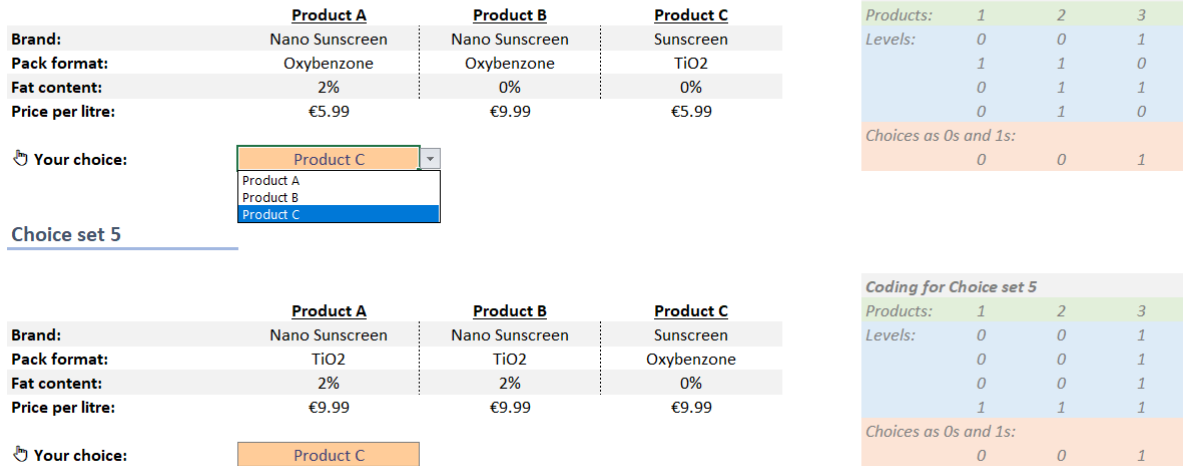 Product A Product B Product C Products: 1 2 3
Brand: Nano Sunscreen Nano Sunscreen Sunscreen Levels: 0 0 1
Pack format: Oxybenzone Oxybenzone TiO2 1 1 0
Fat content: 2% 0% 0% 0 1 1
Price per litre: €5.99 €9.99 €5.99 0 1 0
Choices as 0s and 1s:
Your choice: Product C 0 0 1
Product A
Product B
Product C
Choice set 5
Coding for Choice set 5
Product A Product B Product C Products: 1 2 3
Brand: Nano Sunscreen Nano Sunscreen Sunscreen Levels: 0 0 1
Pack format: TiO2 TiO2 Oxybenzone 0 0 1
Fat content: 2% 2% 0% 0 0 1
Price per litre: €9.99 €9.99 €9.99 1 1 1
Choices as 0s and 1s:
Your choice: Product C 0 0 1